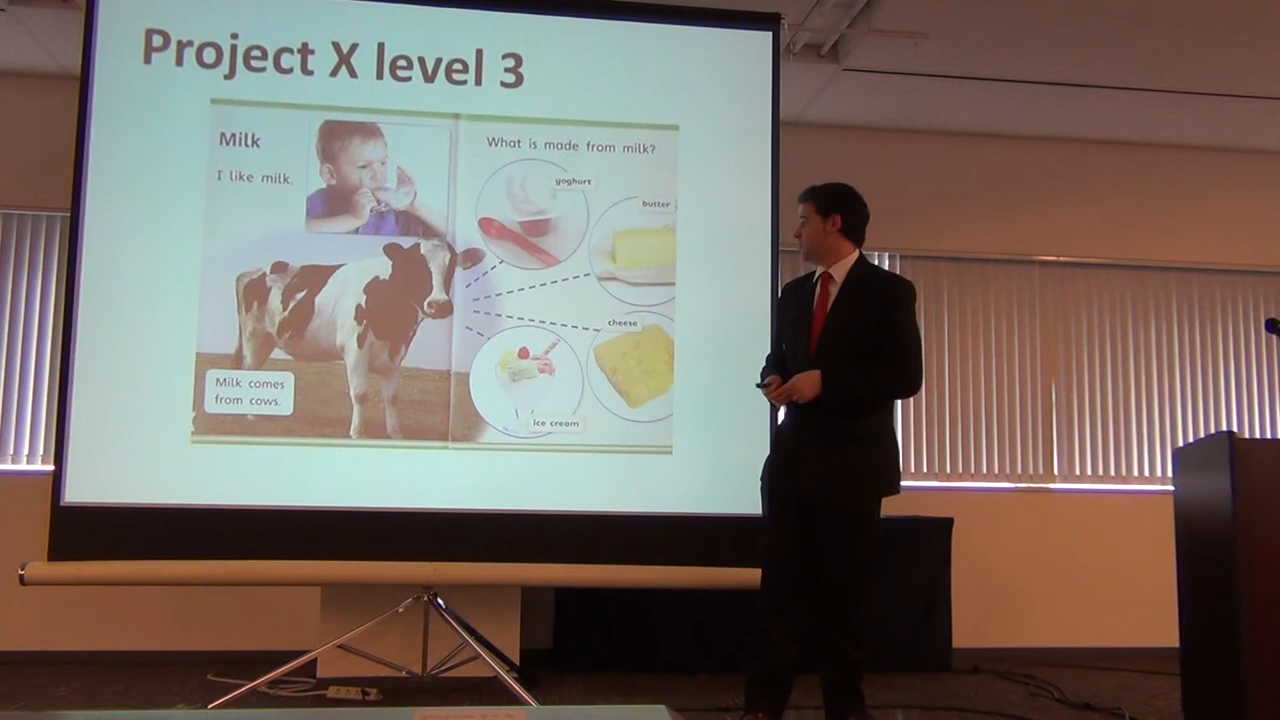 Project X level 3
Milk
I like milk.
Milk comes
from cows.
What is made from milk?
yoghurt
butter
cheese
ice cream